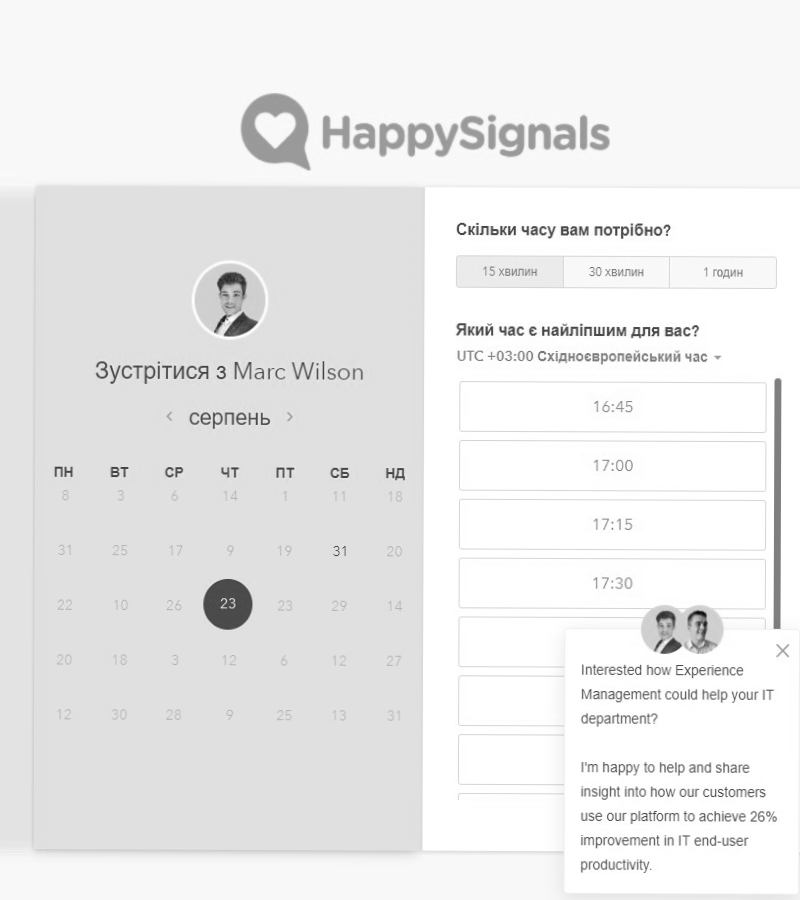 HappySignals
Зустрітися з Marc Wilson
серпень
ПН ВТ СР ЧТ ПТ СБ НД
8 3 6 14 1 11 18
31 25 17 9 19 31 20
22 10 26 23 23 29 14
20 18 3 12 6 12 27
12 30 28 9 25 13 31
Скільки часу вам потрібно?
15 хвилин 30 хвилин 1 годин
Який час є найліпшим для вас?
UTC +03:00 Східноєвропейський час
16:45
17:00
17:15
17:30
Interested how Experience
Management could help your IT
department?
I'm happy to help and share
insight into how our customers
use our platform to achieve 26%
improvement in IT end-user
productivity.